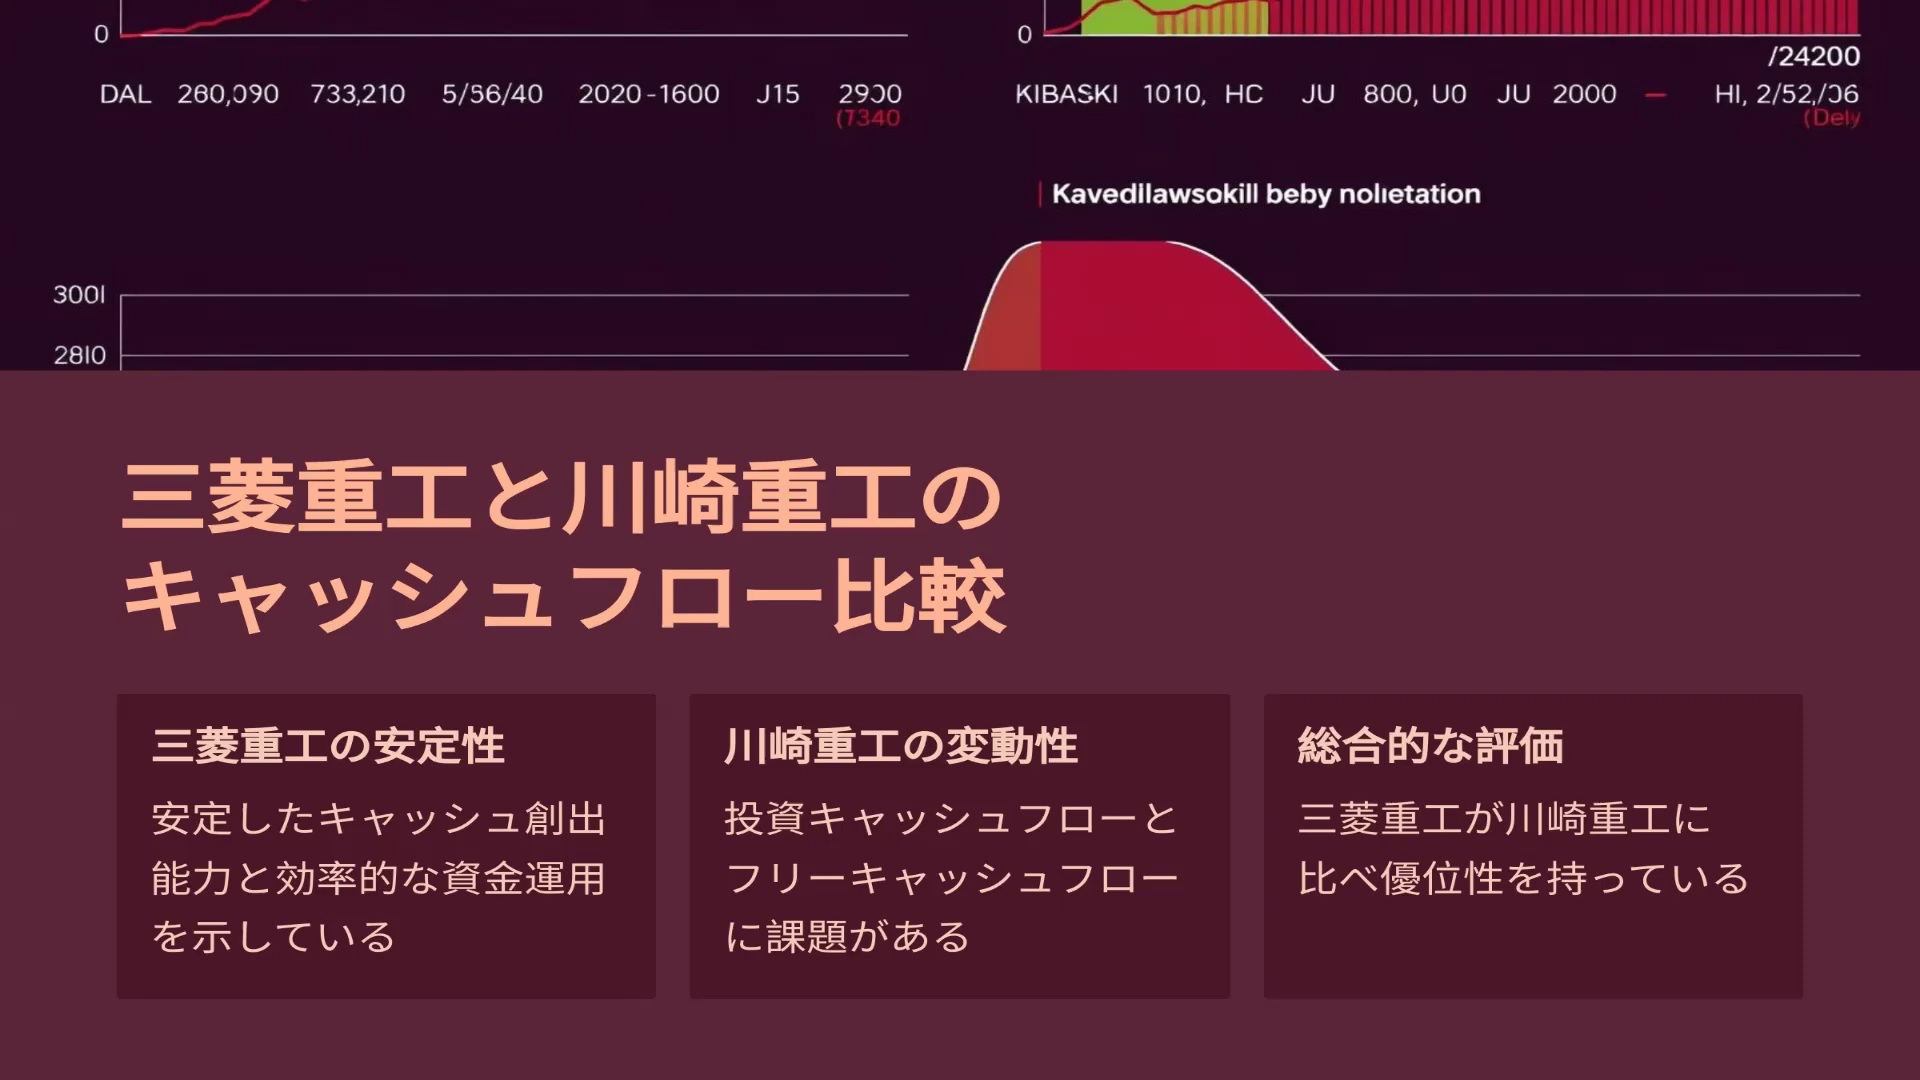 0
0
/24200
DAL 260,090 733,210 5/56/40 2020-1600 J15 2900
KIBASKI 1010, HC JU 800, U0 JU 2000 — HI, 2/52,/06
(7340
(Dely
Kavedilawsokill beby nolietation
300l
28l0
三菱重工と川崎重工の
キャッシュフロー比較
三菱重工の安定性
安定したキャッシュ創出
能力と効率的な資金運用
を示している
川崎重工の変動性
投資キャッシュフローと
フリーキャッシュフロー
に課題がある
総合的な評価
三菱重工が川崎重工に
比べ優位性を持っている